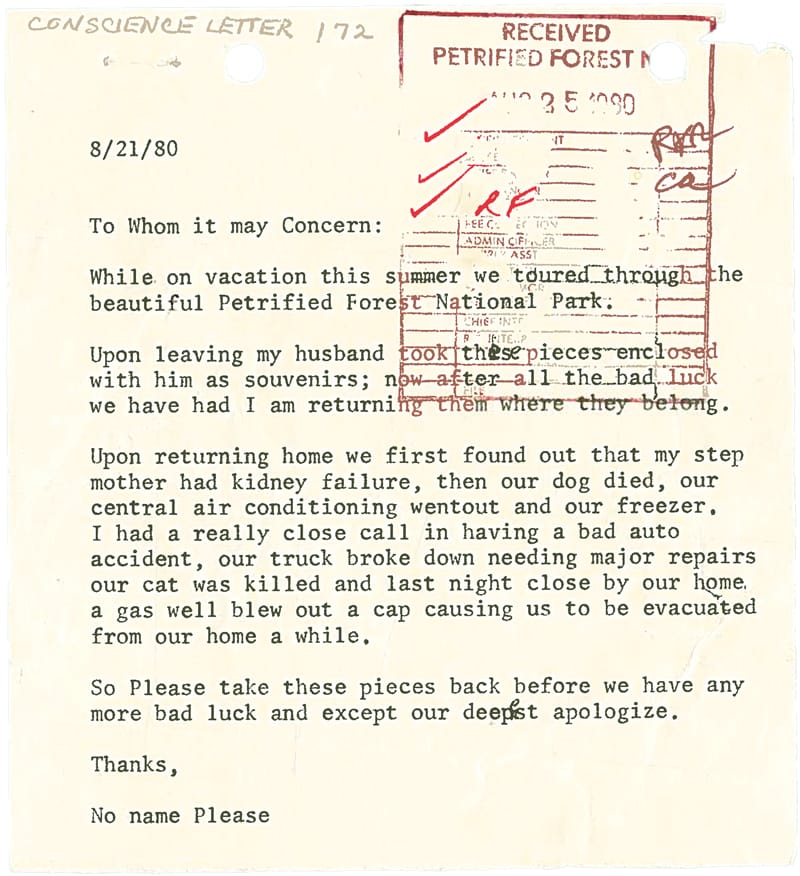 CONSCIENCE LETTER 172
RECEIVED
PETRIFIED FOREST N
AUG 25 1980
RF
8/21/80
To Whom it may Concern:
ADMIN OFFICER
While on vacation this summer we toured through the
beautiful Petrified Forest National Park.
Upon leaving my husband took these pieces enclosed
with him as souvenirs; now after all the bad luck
we have had I am returning them where they belong.
Upon returning home we first found out that my step
mother had kidney failure, then our dog died, our
central air conditioning wentout and our freezer.
I had a really close call in having a bad auto
accident, our truck broke down needing major repairs
our cat was killed and last night close by our home
a gas well blew out a cap causing us to be evacuated
from our home a while.
So Please take these pieces back before we have any
more bad luck and except our deepest apologize.
Thanks,
No name Please